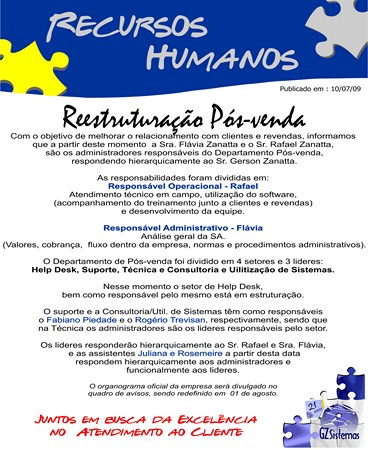 RECURSOS
HUMANOS
Publicado em : 10/07/09
Reestruturação Pós-venda
Com o objetivo de melhorar o relacionamento com clientes e revendas, informamos
que a partir deste momento a Sra. Flávia Zanatta e o Sr. Rafael Zanatta,
são os administradores responsáveis do Departamento Pós-venda,
respondendo hierarquicamente ao Sr. Gerson Zanatta.
As responsabilidades foram divididas em:
Responsável Operacional - Rafael
Atendimento técnico em campo, utilização do software,
(acompanhamento do treinamento junto a clientes e revendas)
e desenvolvimento da equipe.
Responsável Administrativo - Flávia
Análise geral da SA.
(Valores, cobrança, fluxo dentro da empresa, normas e procedimentos administrativos).
O Departamento de Pós-venda foi dividido em 4 setores e 3 lideres:
Help Desk, Suporte, Técnica e Consultoria e Uilitização de Sistemas.
Nesse momento o setor de Help Desk,
bem como responsável pelo mesmo está em estruturação.
O suporte e a Consultoria/Util. de Sistemas têm como responsáveis
o Fabiano Piedade e o Rogério Trevisan, respectivamente, sendo que
na Técnica os administradores são os lideres responsáveis pelo setor.
Os lideres responderão hierarquicamente ao Sr. Rafael e Sra. Flávia,
e as assistentes Juliana e Rosemeire a partir desta data
respondem hierarquicamente aos administradores e
funcionalmente aos lideres.
O organograma oficial da empresa será divulgado no
quadro de avisos, sendo redefinido em 01 de agosto.
JUNTOS EM BUSCA DA EXCELÊNCIA
NO ATENDIMENTO AO CLIENTE
21
GZSistemas